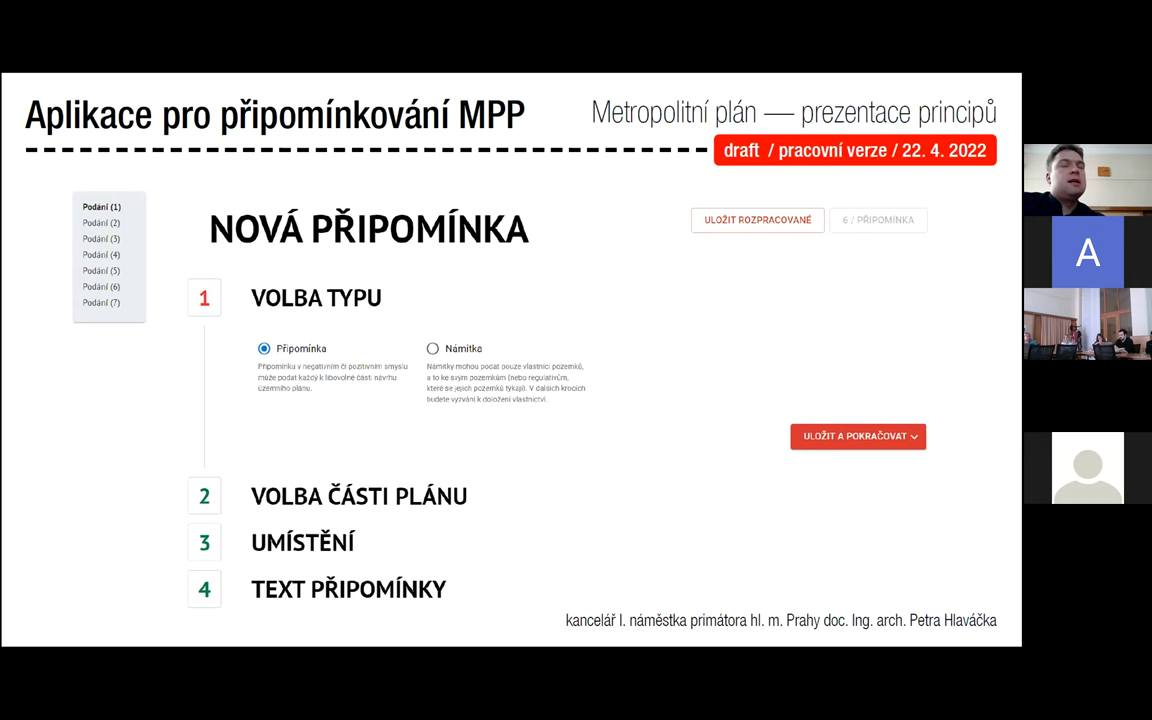 Aplikace pro připomínkování MPP
Metropolitní plán — prezentace principů
draft / pracovní verze / 22. 4. 2022
Podání (1)
Podání (2)
Podání (3)
Podání (4)
Podání (5)
Podání (6)
Podání (7)
NOVÁ PŘIPOMÍNKA
ULOŽIT ROZPRACOVANÉ
6 / PŘIPOMÍNKA
1 VOLBA TYPU
Připomínka
Připomínka v negativním či pozitivním smyslu
může podat každý k libovolné části návrhu
územního plánu.
Námitka
Námitky mohou podat pouze vlastníci pozemků,
a to ke svým pozemkům (nebo regulativům,
které se jejich pozemků týkají). V dalších krocích
budete vyzváni k doložení vlastnictví.
ULOŽIT A POKRAČOVAT
2 VOLBA ČÁSTI PLÁNU
3 UMÍSTĚNÍ
4 TEXT PŘIPOMÍNKY
kancelář I. náměstka primátora hl. m. Prahy doc. Ing. arch. Petra Hlaváčka
A